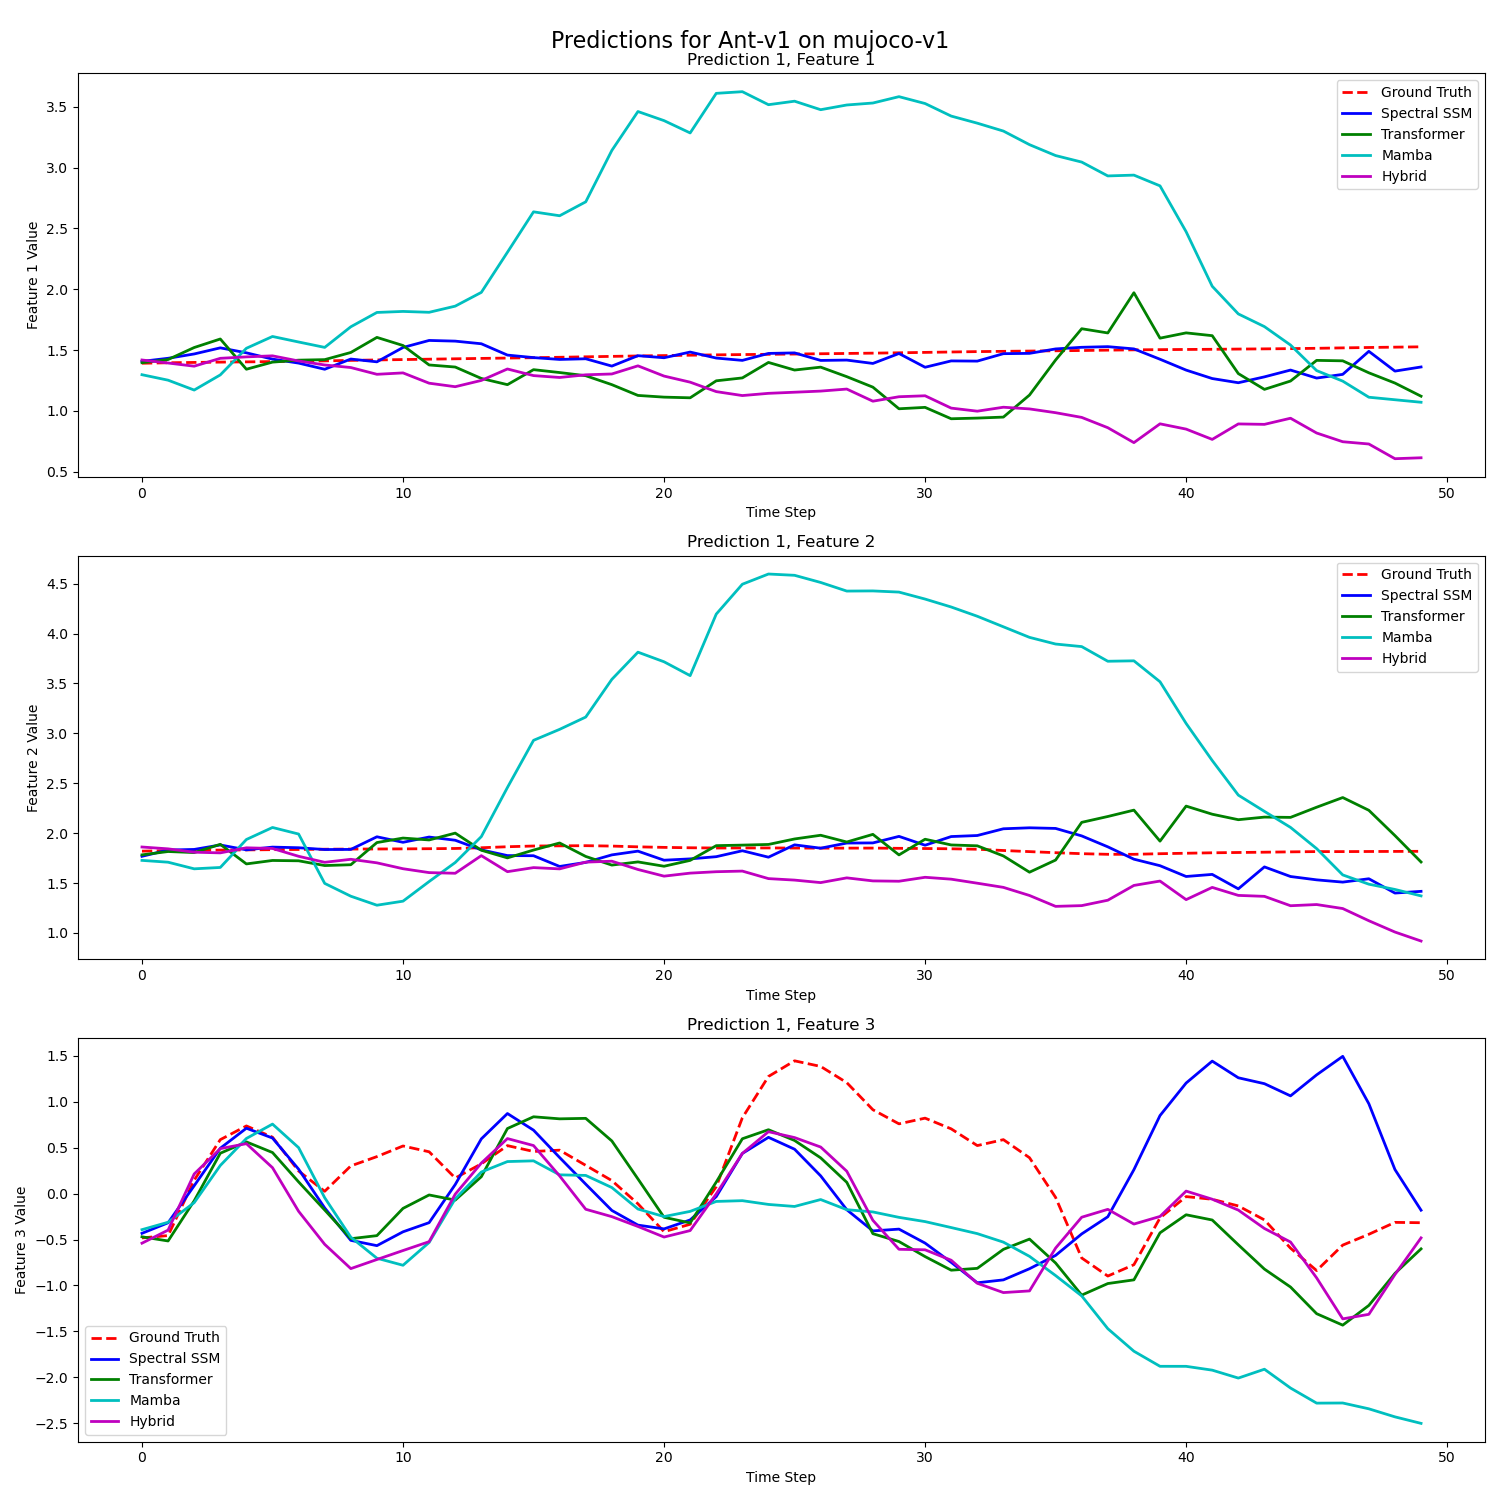 Predictions for Ant-v1 on mujoco-v1
Prediction 1, Feature 1
Feature 1 Value
3.5
3.0
2.5
2.0
1.5
1.0
0.5
Ground Truth
Spectral SSM
Transformer
Mamba
Hybrid
0 10 20 30 40 50
Time Step
Prediction 1, Feature 2
Feature 2 Value
4.5
4.0
3.5
3.0
2.5
2.0
1.5
1.0
Ground Truth
Spectral SSM
Transformer
Mamba
Hybrid
0 10 20 30 40 50
Time Step
Prediction 1, Feature 3
Feature 3 Value
1.5
1.0
0.5
0.0
−0.5
−1.0
−1.5
−2.0
−2.5
Ground Truth
Spectral SSM
Transformer
Mamba
Hybrid
0 10 20 30 40 50
Time Step